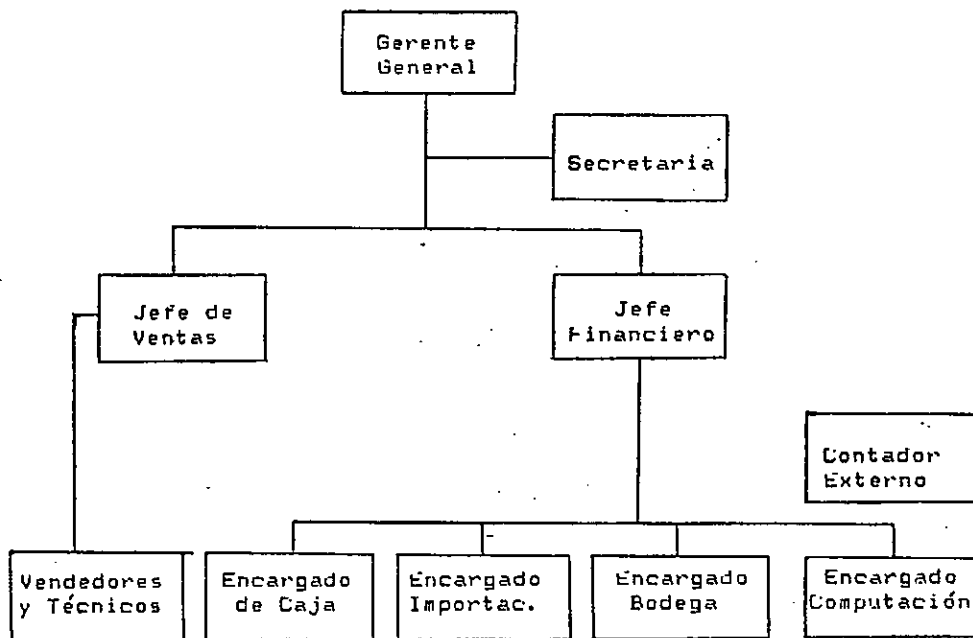 Gerente
General
Secretaria
Jefe de
Ventas
Jefe
Financiero
Contador
Externo
Vendedores
y Técnicos
Encargado
de Caja
Encargado
Importac.
Encargado
Bodega
Encargado
Computación